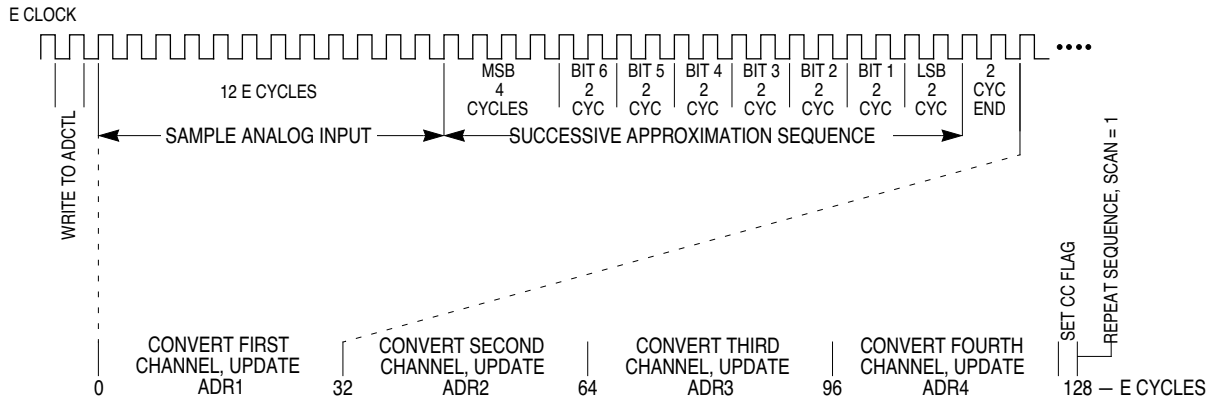 E CLOCK
12 E CYCLES
MSB
4
CYCLES
BIT 6
2
CYC
BIT 5
2
CYC
BIT 4
2
CYC
BIT 3
2
CYC
BIT 2
2
CYC
BIT 1
2
CYC
LSB
2
CYC
2
CYC
END
SAMPLE ANALOG INPUT
SUCCESSIVE APPROXIMATION SEQUENCE
WRITE TO ADCTL
CONVERT FIRST
CHANNEL, UPDATE
ADR1
CONVERT SECOND
CHANNEL, UPDATE
ADR2
CONVERT THIRD
CHANNEL, UPDATE
ADR3
CONVERT FOURTH
CHANNEL, UPDATE
ADR4
SET CC FLAG
REPEAT SEQUENCE, SCAN = 1
0
32
64
96
128 — E CYCLES